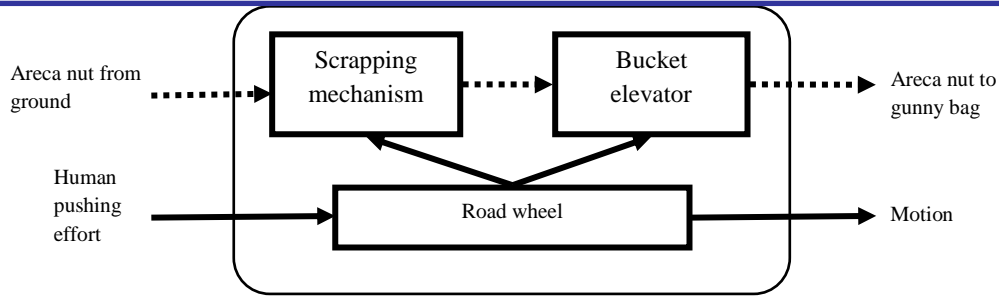 Areca nut from
ground
Scrapping
mechanism
Bucket
elevator
Areca nut to
gunny bag
Human
pushing
effort
Road wheel
Motion